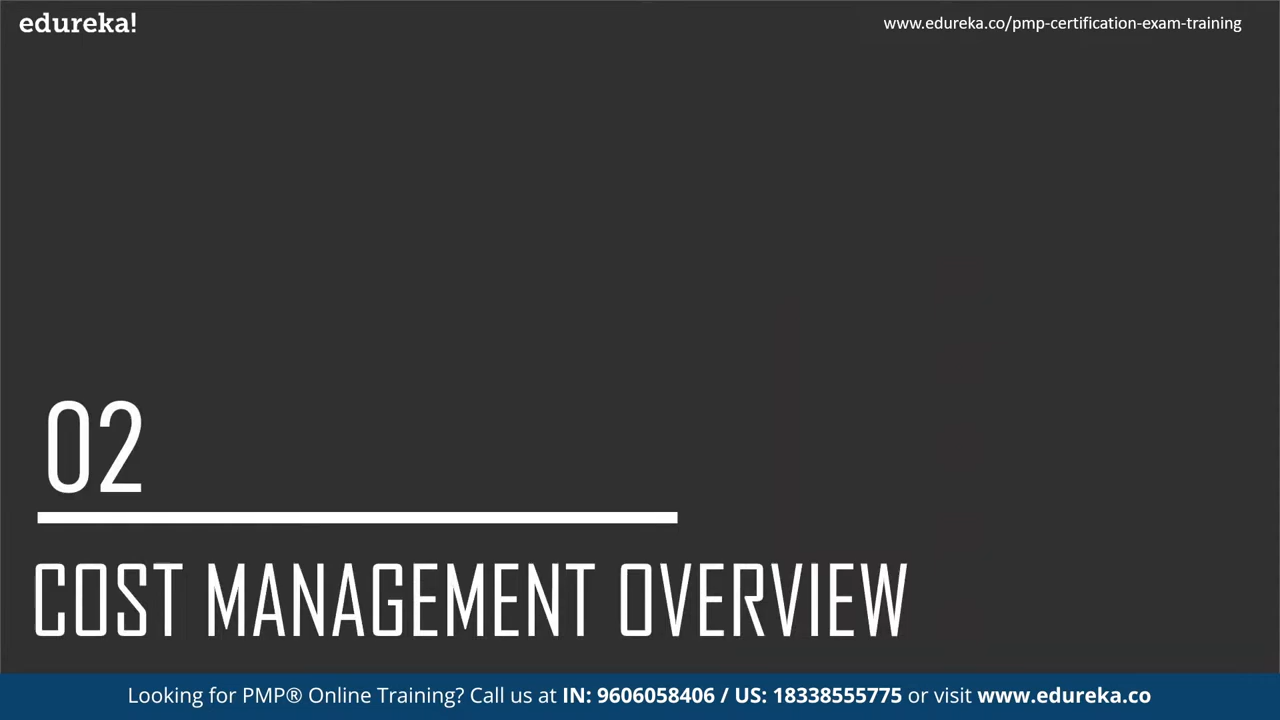 edureka!
www.edureka.co/pmp-certification-exam-training
02
COST MANAGEMENT OVERVIEW
Looking for PMP® Online Training? Call us at IN: 9606058406 / US: 18338555775 or visit www.edureka.co